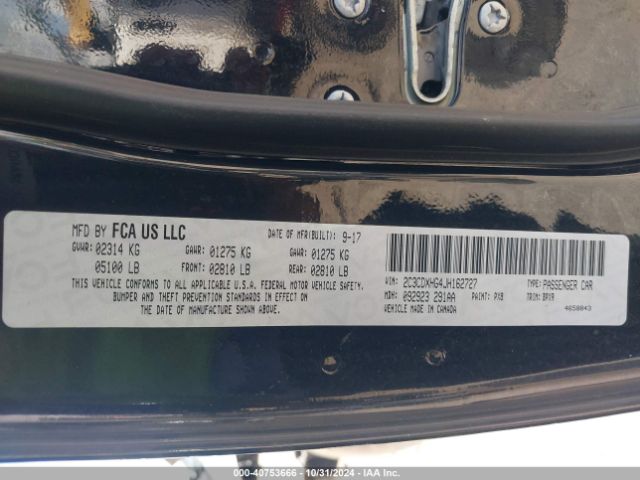 MFD BY FCA US LLC
DATE OF MFR(BUILT): 9-17
GVWR: 02314 KG GAWR: 01275 KG GAWR: 01275 KG
05100 LB FRONT: 02810 LB REAR: 02810 LB
THIS VEHICLE CONFORMS TO ALL APPLICABLE U.S.A. FEDERAL MOTOR VEHICLE SAFETY,
BUMPER AND THEFT PREVENTION STANDARDS IN EFFECT ON
THE DATE OF MANUFACTURE SHOWN ABOVE.
VIN: 2C3CDXHG4JH162727 TYPE: PASSENGER CAR
MDH: 092923 291AA PAINT: PX8 TRIM: BPX9
VEHICLE MADE IN CANADA 4650843
000-40753666 - 10/31/2024 - IAA Inc. Copyright